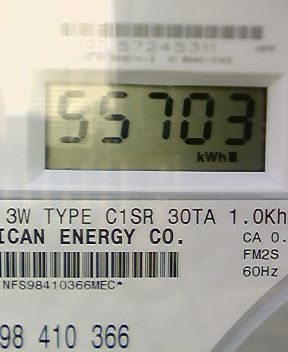 57245311
55703
kWh
3W TYPE C1SR 30TA 1.0Kh
ICAN ENERGY CO.
CA 0.
FM2S
60Hz
NFS98410366MEC*
98 410 366